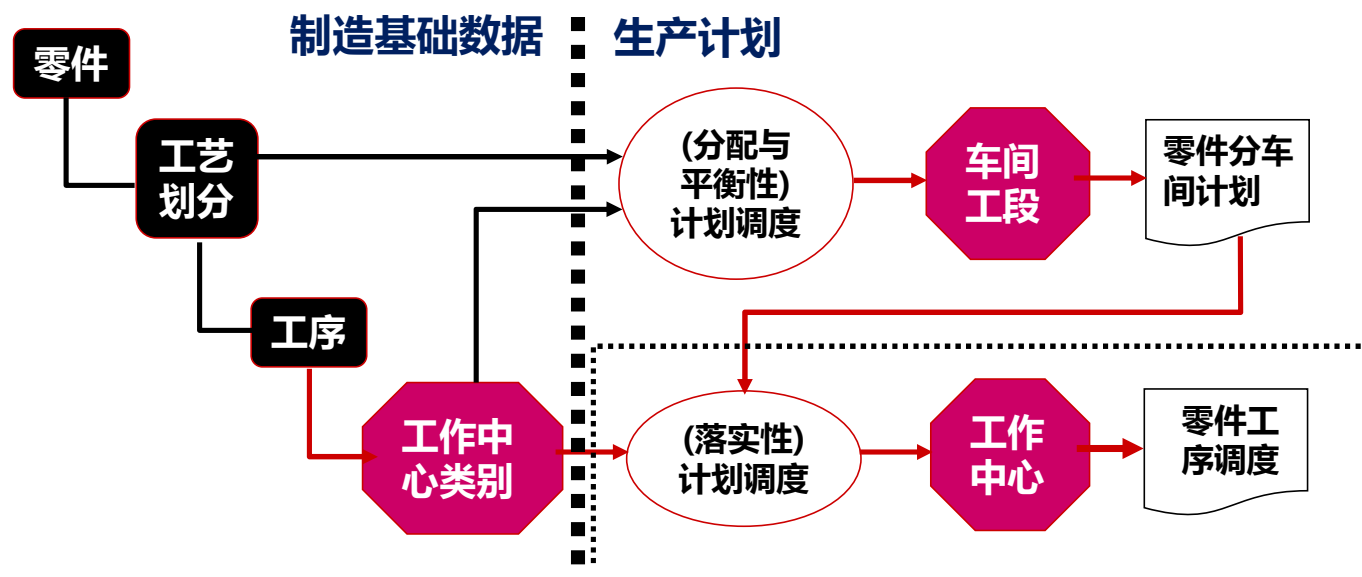 制造基础数据
生产计划
零件
工艺
划分
(分配与
平衡性)
计划调度
车间
工段
零件分车
间计划
工序
工作中
心类别
(落实性)
计划调度
工作
中心
零件工
序调度